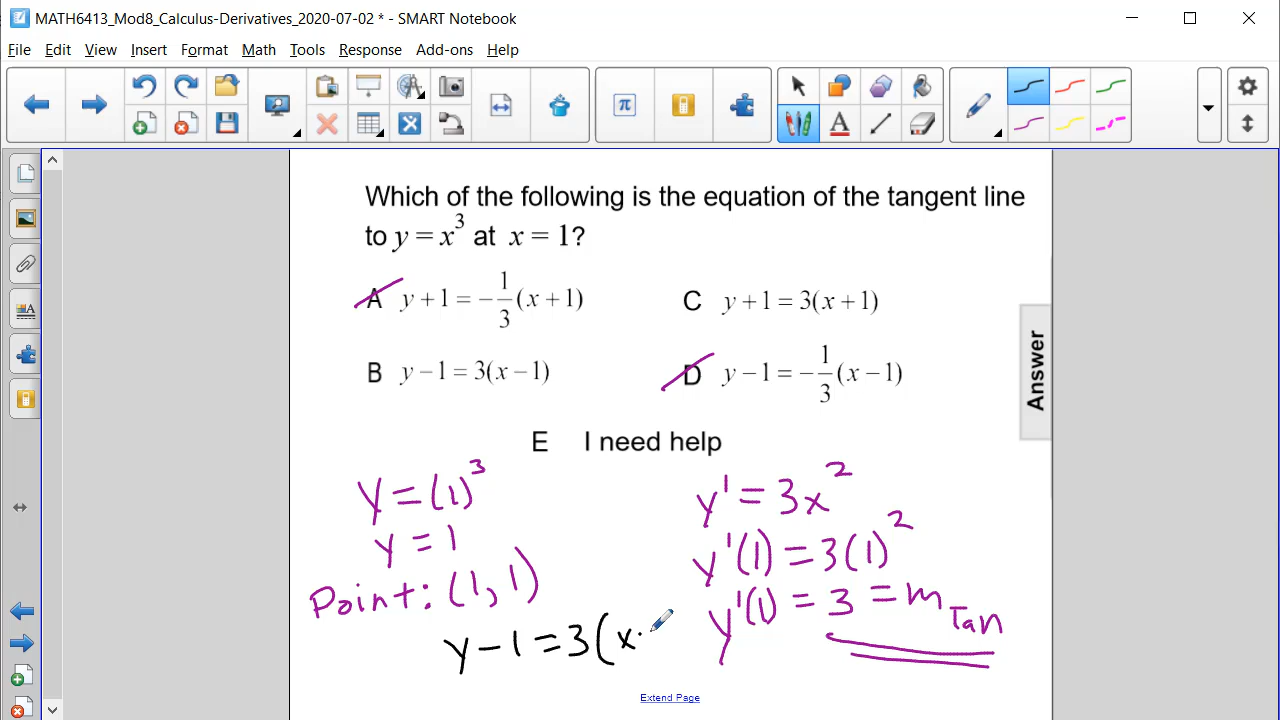 MATH6413_Mod8_Calculus-Derivatives_2020-07-02 * - SMART Notebook
File Edit View Insert Format Math Tools Response Add-ons Help
Which of the following is the equation of the tangent line
to y = x³ at x = 1?
A y + 1 = -1/3(x + 1)
C y + 1 = 3(x + 1)
B y - 1 = 3(x - 1)
D y - 1 = -1/3(x - 1)
E I need help
Answer
y = (1)³
y = 1
Point: (1, 1)
y' = 3x²
y'(1) = 3(1)²
y'(1) = 3 = m Tan
y - 1 = 3(x
Extend Page